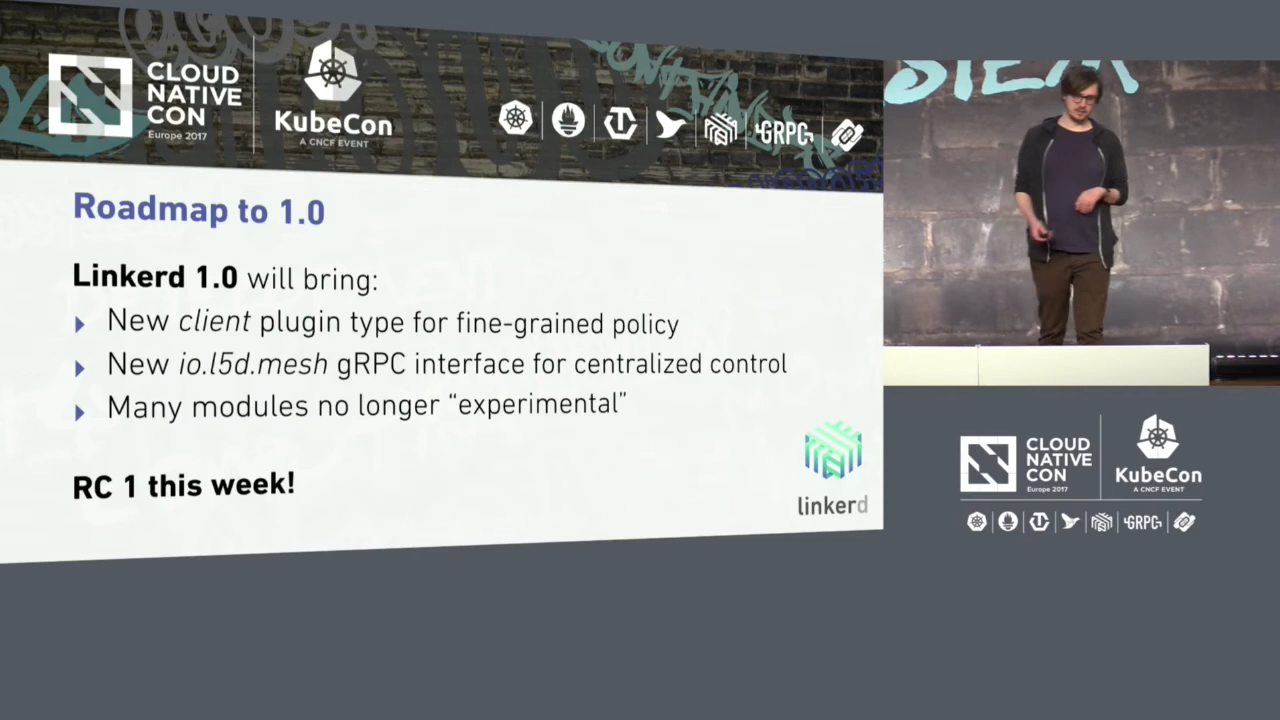 CLOUD
NATIVE
CON
Europe 2017
KubeCon
A CNCF EVENT
GRPC
Roadmap to 1.0
Linkerd 1.0 will bring:
New client plugin type for fine-grained policy
New io.l5d.mesh gRPC interface for centralized control
Many modules no longer “experimental”
RC 1 this week!
linkerd
STEM
CLOUD
NATIVE
CON
Europe 2017
KubeCon
A CNCF EVENT
GRPC